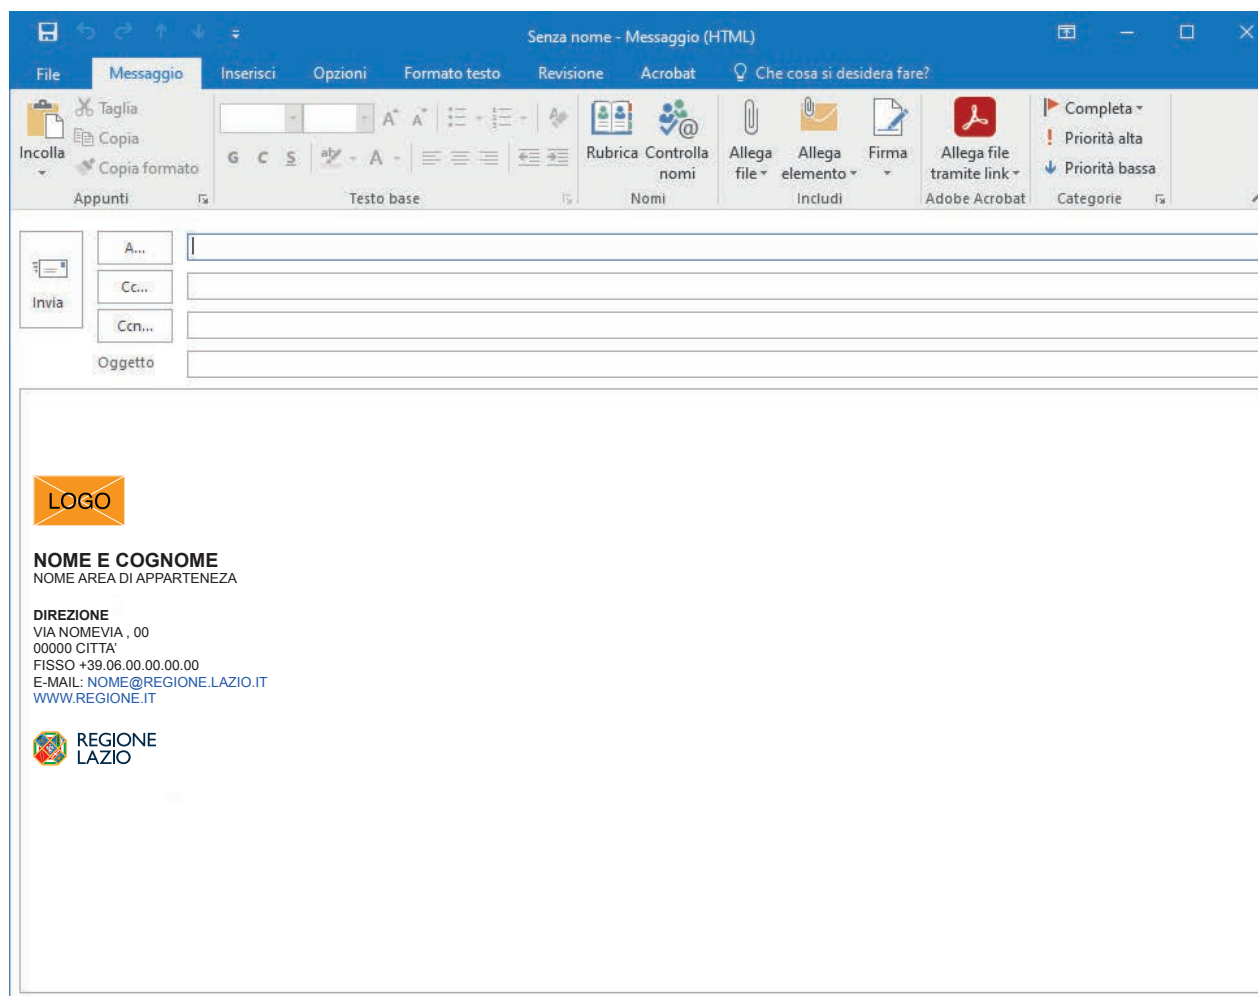 Senza nome - Messaggio (HTML)
File Messaggio Inserisci Opzioni Formato testo Revisione Acrobat Che cosa si desidera fare?
Incolla
Taglia
Copia
Copia formato
Appunti
G C S
Testo base
Rubrica Controlla nomi
Nomi
Allega file
Allega elemento
Firma
Includi
Allega file tramite link
Adobe Acrobat
Completa
Priorità alta
Priorità bassa
Categorie
Invia
A...
Cc...
Ccn...
Oggetto
LOGO
NOME E COGNOME
NOME AREA DI APPARTENEZA
DIREZIONE
VIA NOMEVIA , 00
00000 CITTA'
FISSO +39.06.00.00.00.00
E-MAIL: NOME@REGIONE.LAZIO.IT
WWW.REGIONE.IT
REGIONE
LAZIO